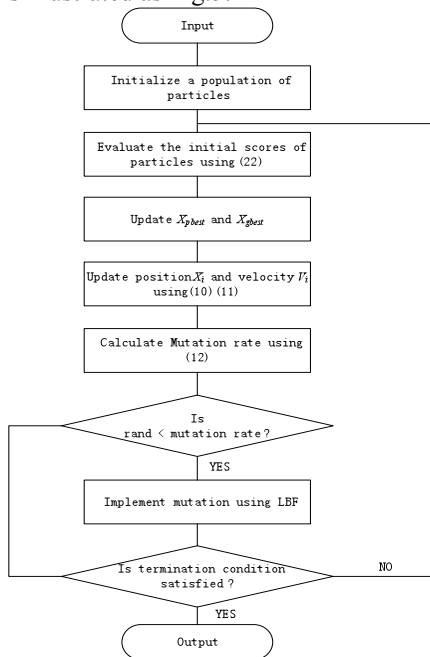 Input
Initialize a population of
particles
Evaluate the initial scores of
particles using (22)
Update Xpbest and Xgbest
Update position Xi and velocity Vi
using(10)(11)
Calculate Mutation rate using
(12)
Is
rand < mutation rate?
YES
Implement mutation using LBF
Is termination condition
satisfied?
NO
YES
Output